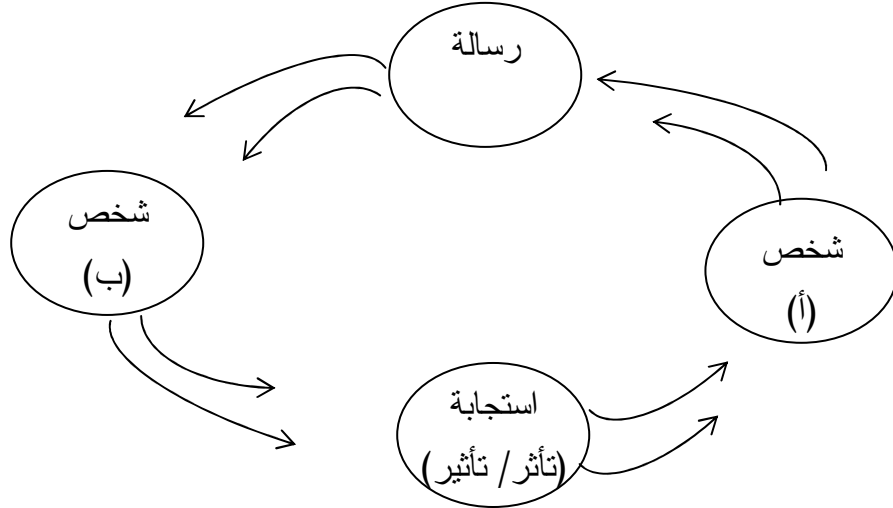 رسالة
شخص
(أ)
شخص
(ب)
استجابة
(تأثر/ تأثير)